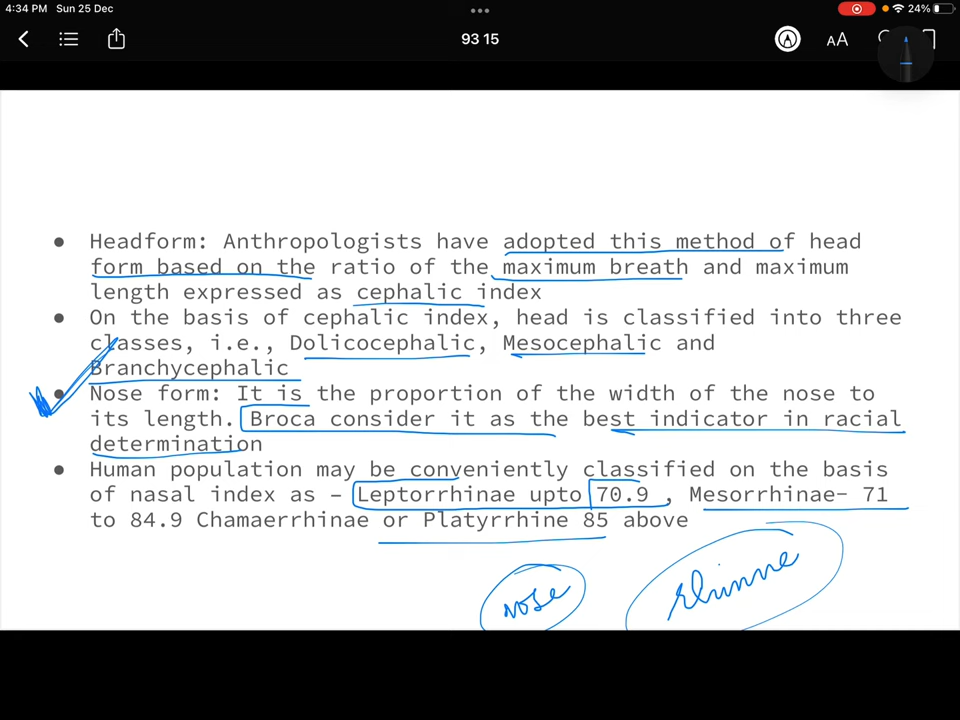 4:34 PM Sun 25 Dec
24%
93 15
AA
● Headform: Anthropologists have adopted this method of head
form based on the ratio of the maximum breath and maximum
length expressed as cephalic index
● On the basis of cephalic index, head is classified into three
classes, i.e., Dolicocephalic, Mesocephalic and
Branchycephalic
● Nose form: It is the proportion of the width of the nose to
its length. Broca consider it as the best indicator in racial
determination
● Human population may be conveniently classified on the basis
of nasal index as – Leptorrhinae upto 70.9 , Mesorrhinae- 71
to 84.9 Chamaerrhinae or Platyrrhine 85 above
nose